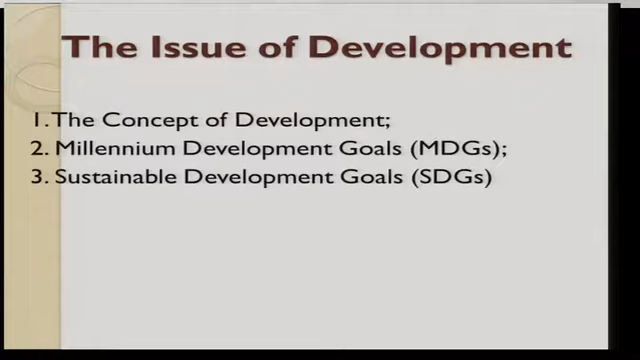 The Issue of Development
1. The Concept of Development;
2. Millennium Development Goals (MDGs);
3. Sustainable Development Goals (SDGs)